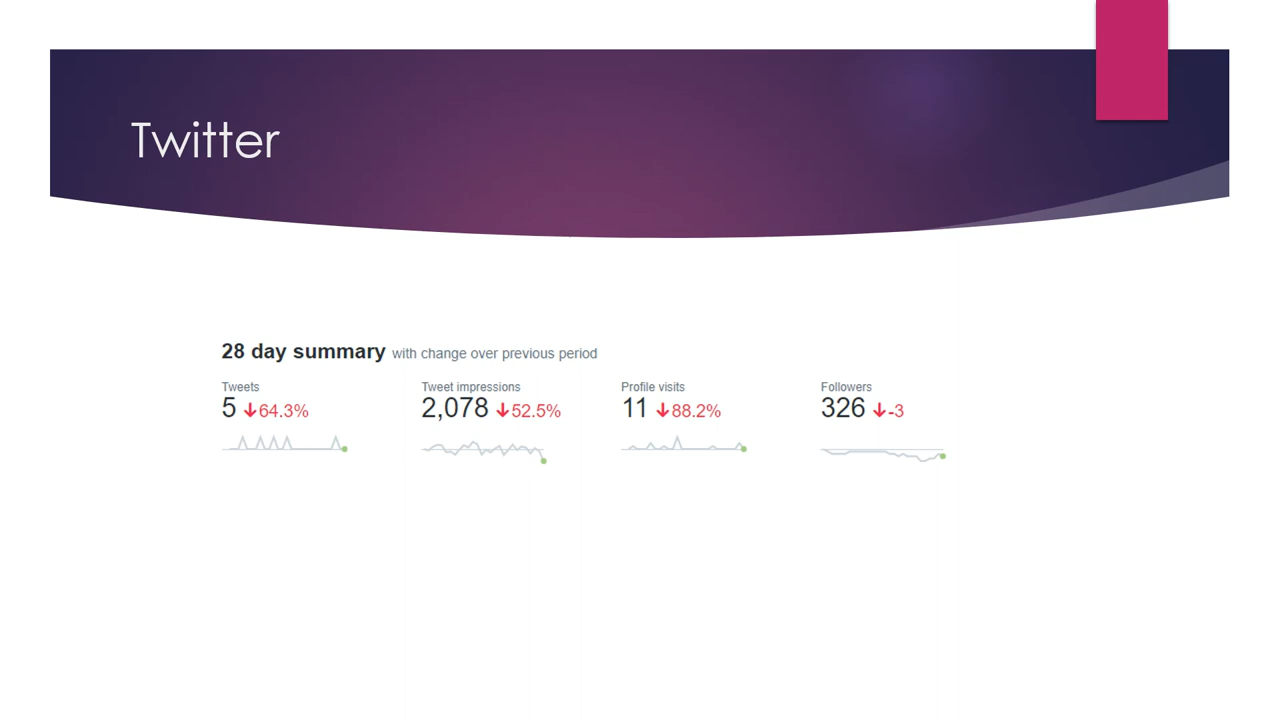 Twitter
28 day summary with change over previous period
Tweets Tweet impressions Profile visits Followers
5 ↓64.3% 2,078 ↓52.5% 11 ↓88.2% 326 ↓-3